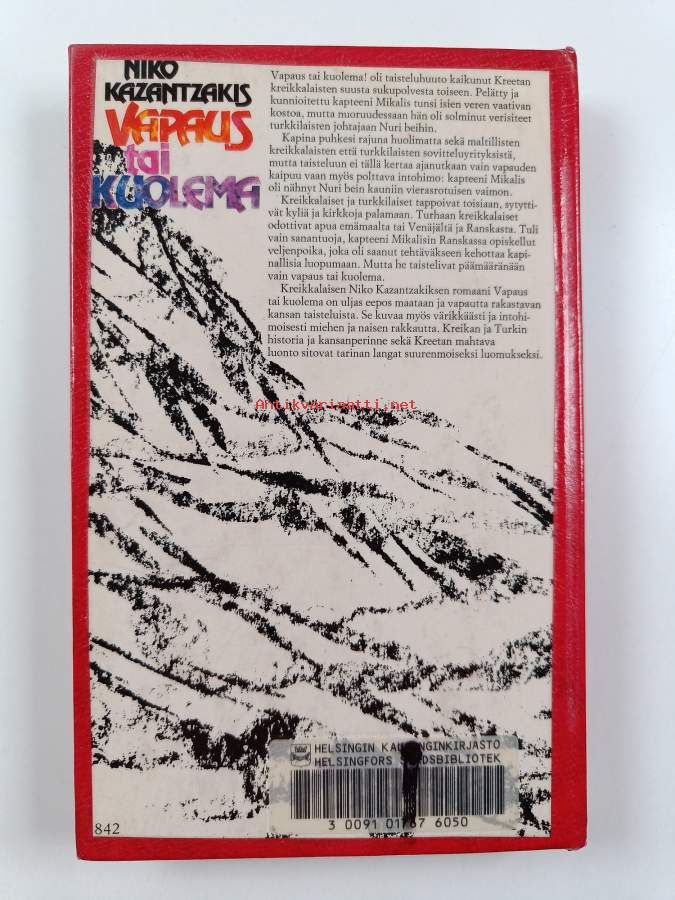 NIKO
KAZANTZAKIS
VAPAUS
tai
KUOLEMA
Vapaus tai kuolema! oli taisteluhuuto kaikunut Kreetan
kreikkalaisten suusta sukupolvesta toiseen. Pelätty ja
kunnioitettu kapteeni Mikalis tunsi isien veren vaativan
kostoa, mutta nuoruudessaan hän oli solminut verisiteet
turkkilaisten johtajaan Nuri beihin.
Kapina puhkesi rajuna huolimatta sekä maltillisten
kreikkalaisten että turkkilaisten sovitteluyrityksistä,
mutta taisteluun ei tällä kertaa ajanutkaan vain vapauden
kaipuu vaan myös polttava intohimo: kapteeni Mikalis
oli nähnyt Nuri bein kauniin vierasrotuisen vaimon.
Kreikkalaiset ja turkkilaiset tappoivat toisiaan, sytytti-
vät kyliä ja kirkkoja palamaan. Turhaan kreikkalaiset
odottivat apua emämaalta tai Venäjältä ja Ranskasta. Tuli
vain sanantuoja, kapteeni Mikalisin Ranskassa opiskellut
veljenpoika, joka oli saanut tehtäväkseen kehottaa kapi-
nallisia luopumaan. Mutta he taistelivat päämääränään
vain vapaus tai kuolema.
Kreikkalaisen Niko Kazantzakiksen romaani Vapaus
tai kuolema on uljas eepos maataan ja vapautta rakastavan
kansan taisteluista. Se kuvaa myös värikkäästi ja intohi-
moisesti miehen ja naisen rakkautta. Kreikan ja Turkin
historia ja kansanperinne sekä Kreetan mahtava
luonto sitovat tarinan langat suurenmoiseksi luomukseksi.
Antikvariaatti.net
HELSINGIN KAUPUNGINKIRJASTO
HELSINGFORS STADSBIBLIOTEK
3 0091 01767 6050
842